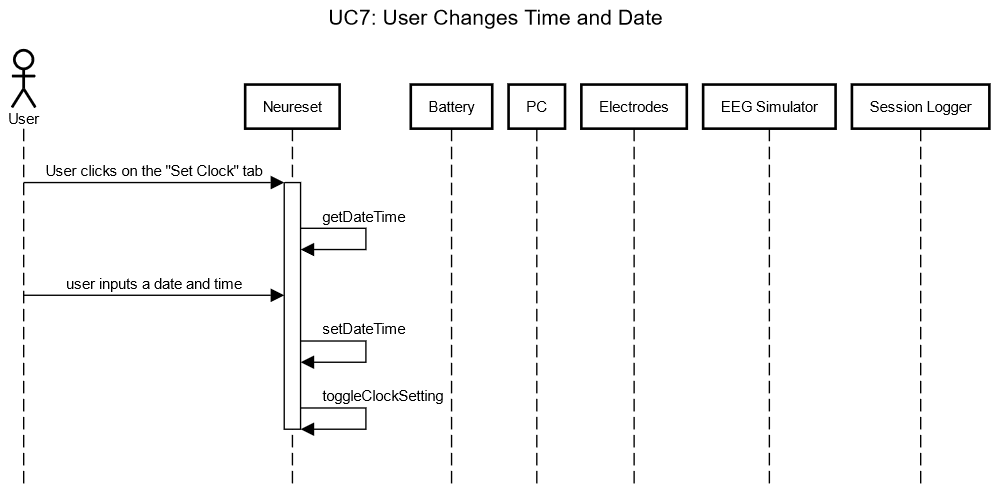 UC7: User Changes Time and Date
User
Neureset
Battery
PC
Electrodes
EEG Simulator
Session Logger
User clicks on the "Set Clock" tab
getDateTime
user inputs a date and time
setDateTime
toggleClockSetting